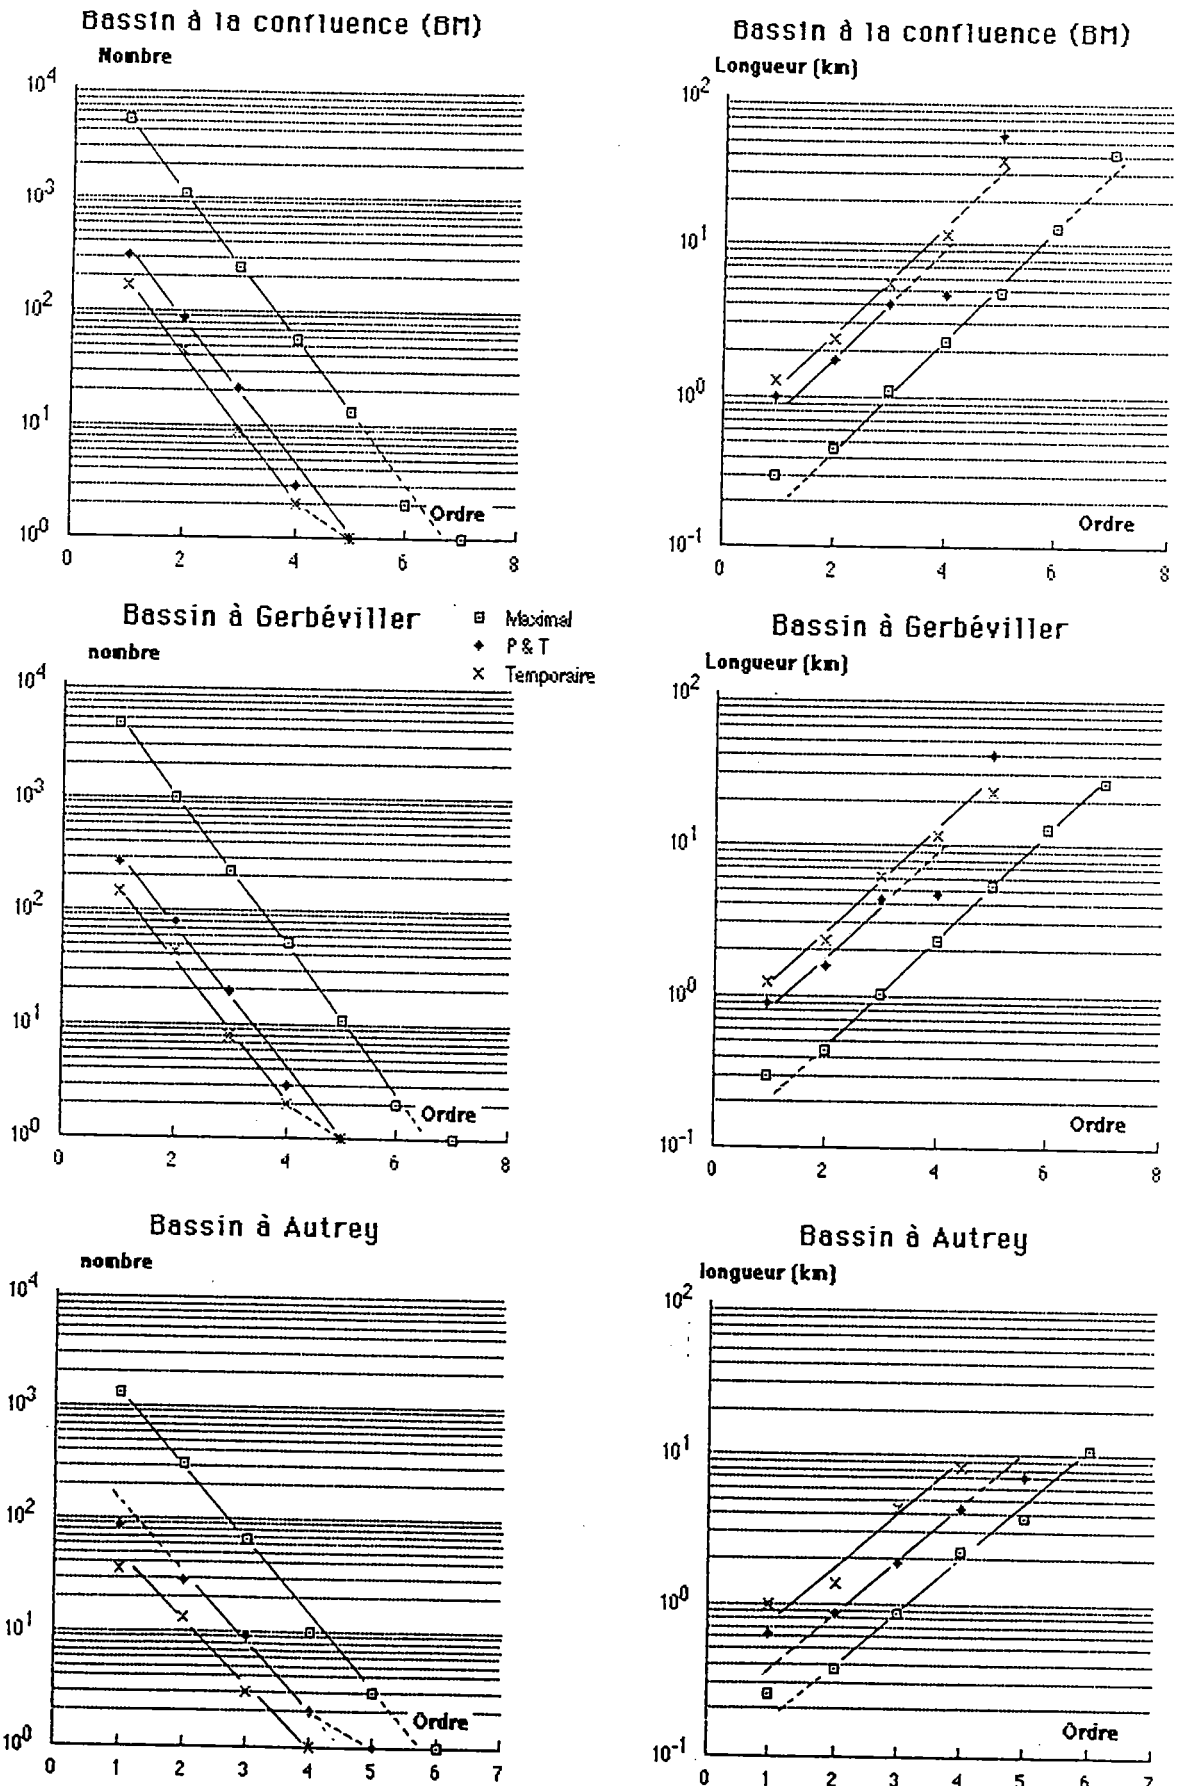 Bassin à la confluence (BM)
Nombre
10^4
10^3
10^2
10^1
10^0
Ordre
0 2 4 6 8
Bassin à la confluence (BM)
Longueur (km)
10^2
10^1
10^0
10^-1
Ordre
0 2 4 6 8
Bassin à Gerbéviller
nombre
10^4
10^3
10^2
10^1
10^0
Ordre
0 2 4 6 8
Maximal
P & T
Temporaire
Bassin à Gerbéviller
Longueur (km)
10^2
10^1
10^0
10^-1
Ordre
0 2 4 6 8
Bassin à Autrey
nombre
10^4
10^3
10^2
10^1
10^0
Ordre
0 1 2 3 4 5 6 7
Bassin à Autrey
longueur (km)
10^2
10^1
10^0
10^-1
Ordre
0 1 2 3 4 5 6 7